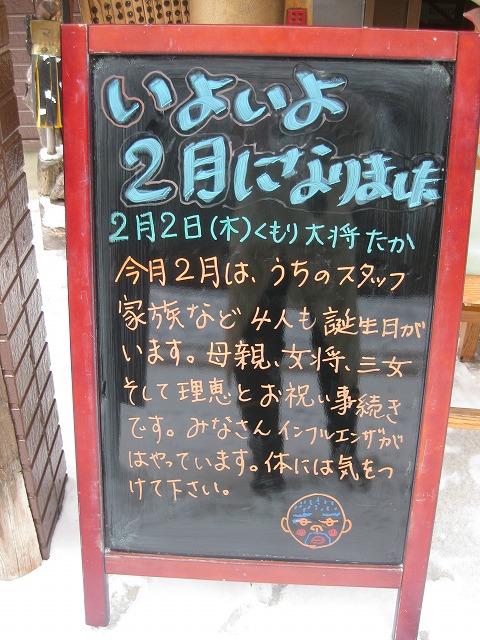 いよいよ
2月になりました
2月2日(木)くもり 大将 たか
今月2月は、うちのスタッフ
家族など4人も誕生日が
います。母親、女将、三女
そして理恵とお祝い事続き
です。みなさんインフルエンザが
はやっています。体には気をつ
けて下さい。